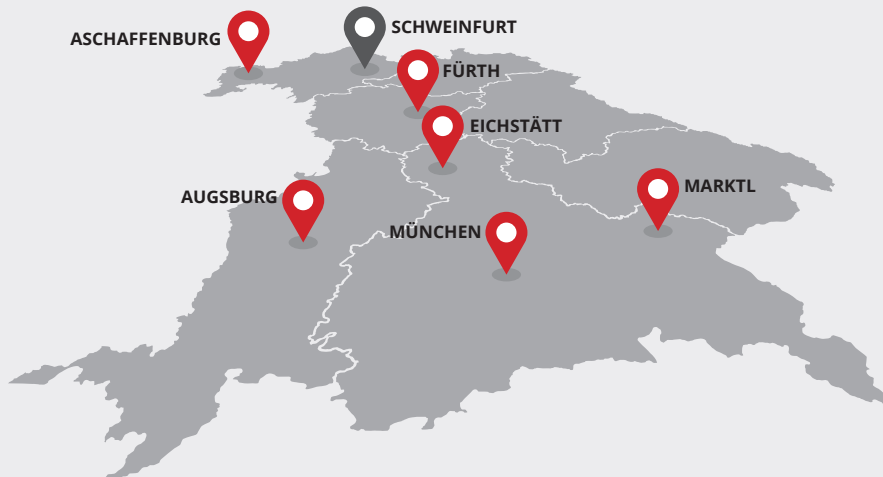 SCHWEINFURT
ASCHAFFENBURG
FÜRTH
EICHSTÄTT
MARKTL
AUGSBURG
MÜNCHEN